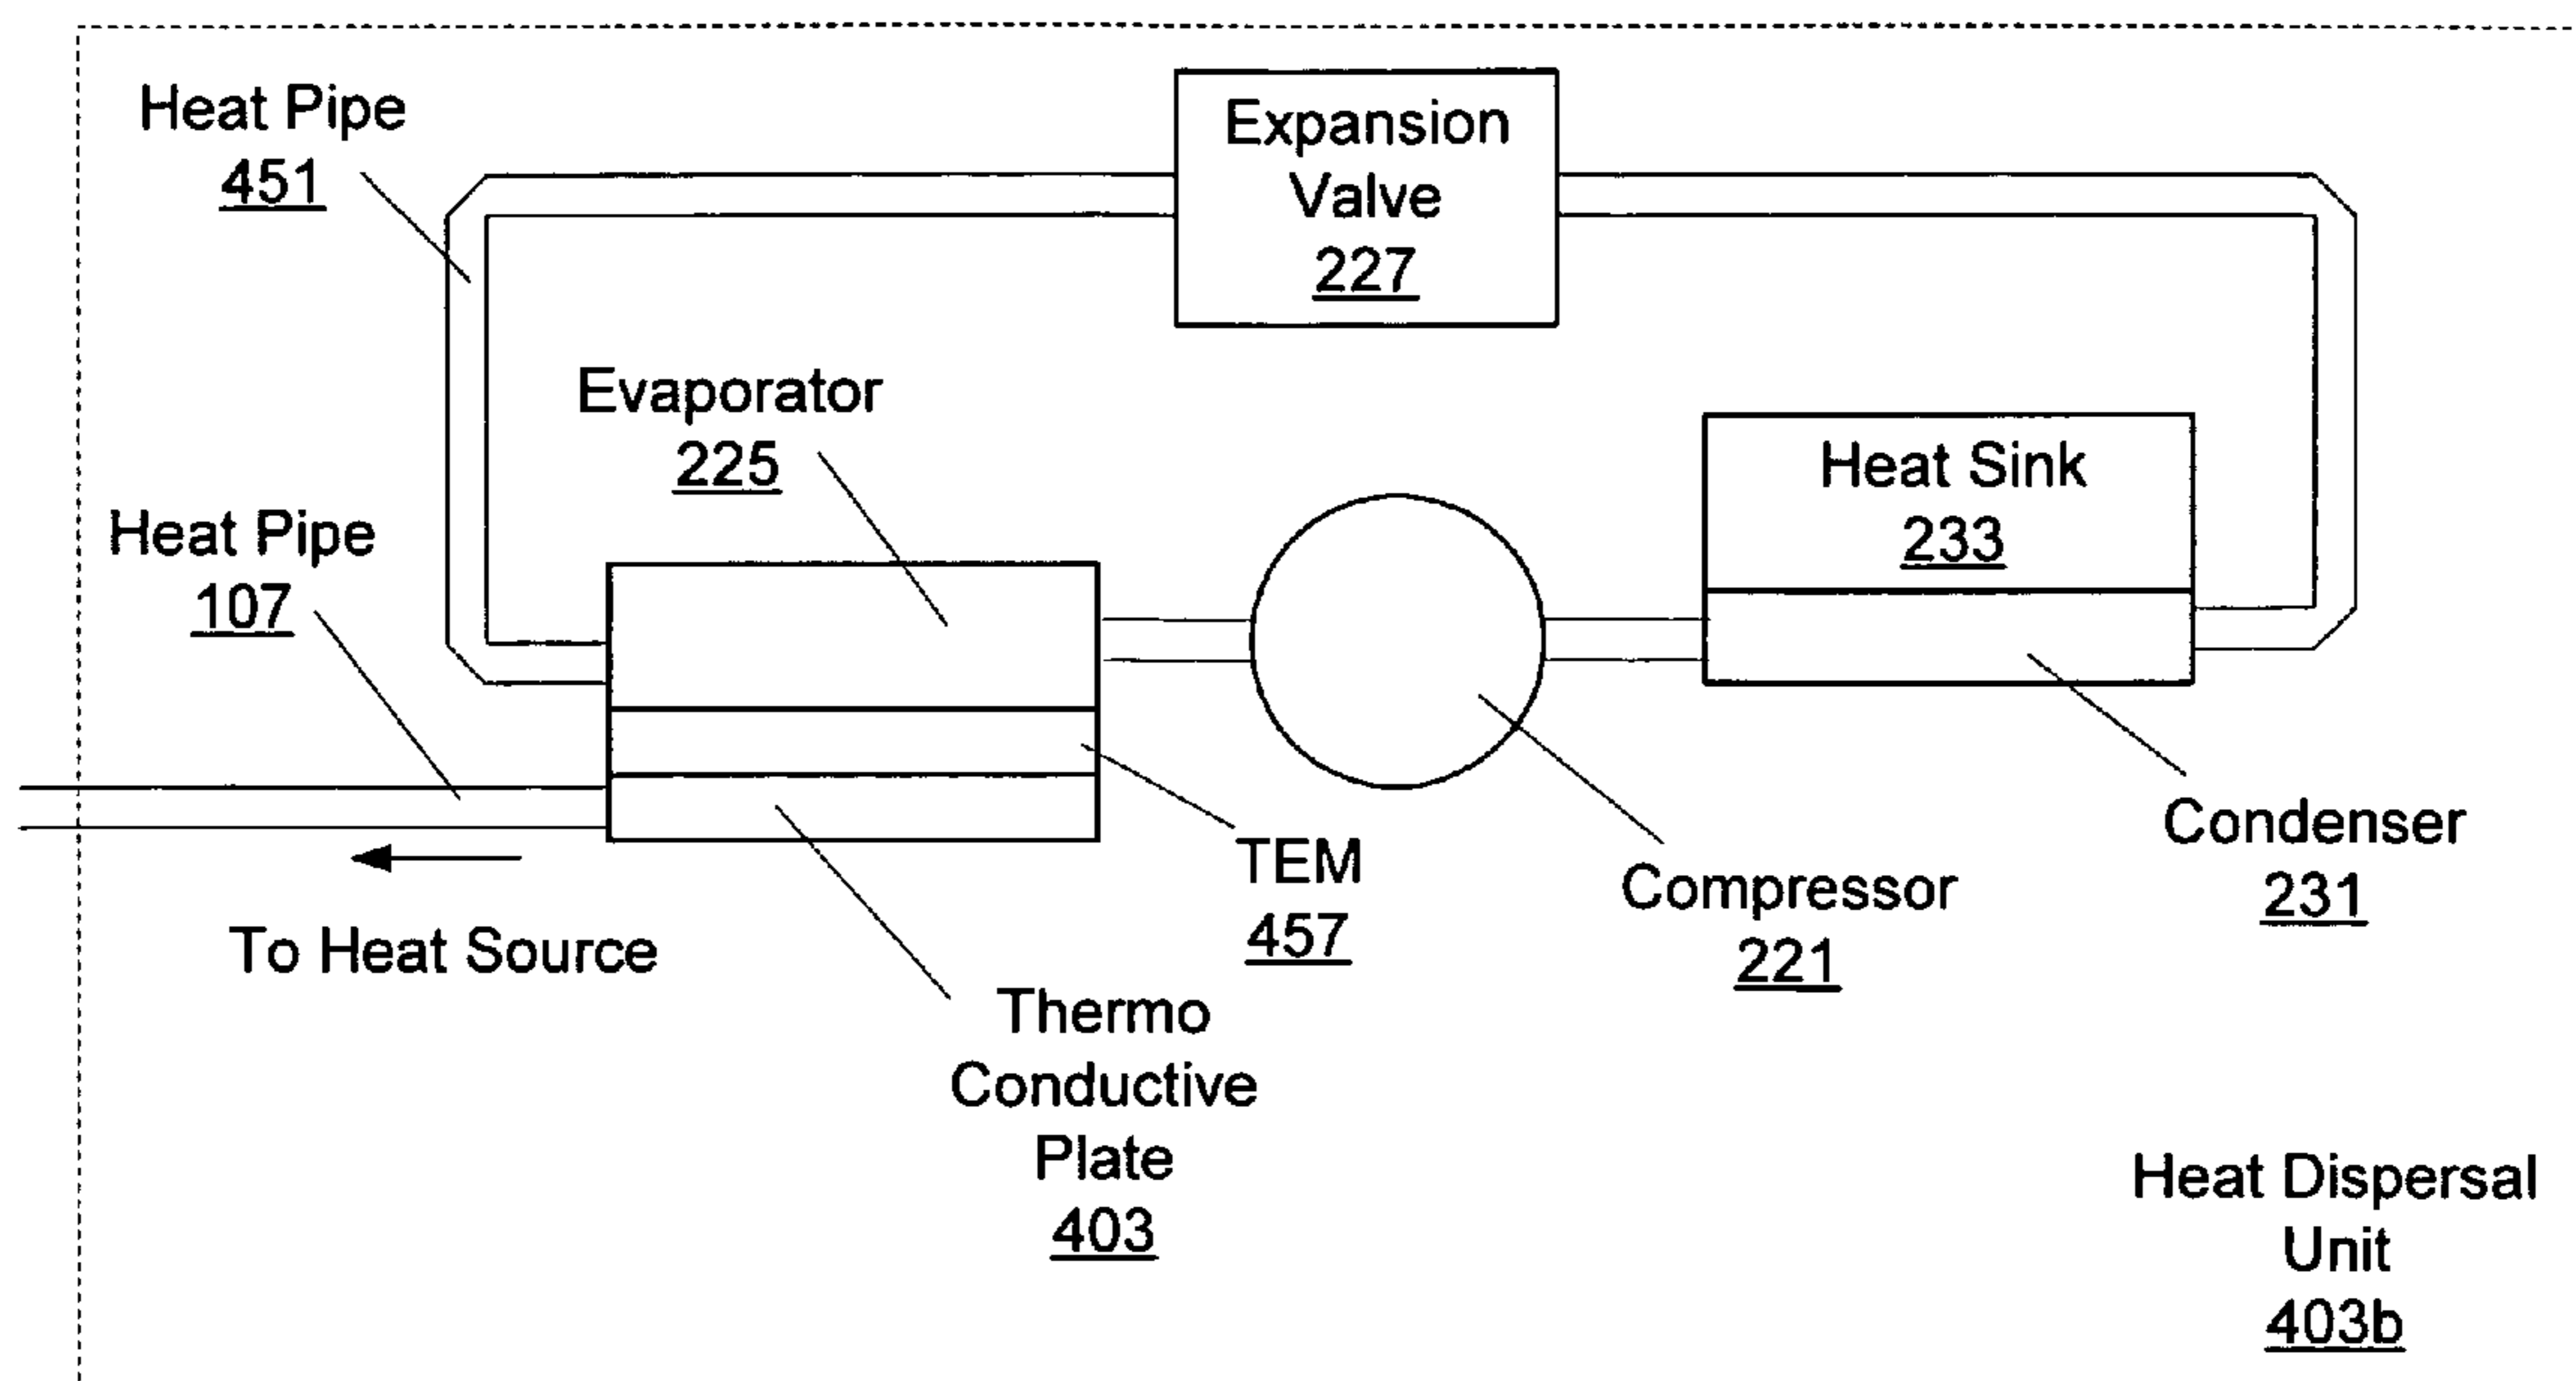 Heat Pipe
451
Expansion
Valve
227
Evaporator
225
Heat Sink
233
Heat Pipe
107
To Heat Source
TEM
457
Compressor
221
Condenser
231
Thermo
Conductive
Plate
403
Heat Dispersal
Unit
403b